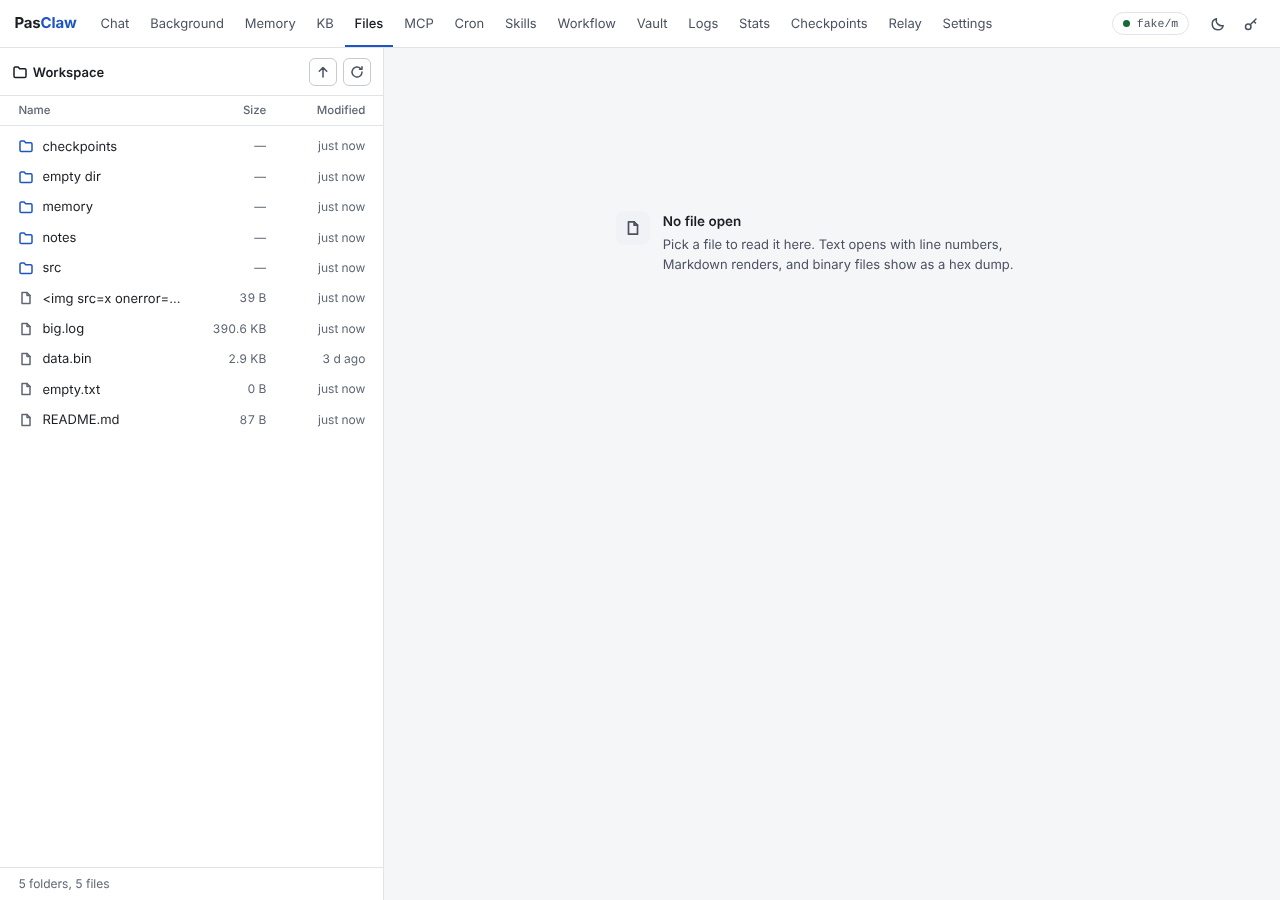 PasClaw Chat Background Memory KB Files MCP Cron Skills Workflow Vault Logs Stats Checkpoints Relay Settings fake/m
Workspace
Name Size Modified
checkpoints — just now
empty dir — just now
memory — just now
notes — just now
src — just now
<img src=x onerror=... 39 B just now
big.log 390.6 KB just now
data.bin 2.9 KB 3 d ago
empty.txt 0 B just now
README.md 87 B just now
5 folders, 5 files
No file open
Pick a file to read it here. Text opens with line numbers,
Markdown renders, and binary files show as a hex dump.